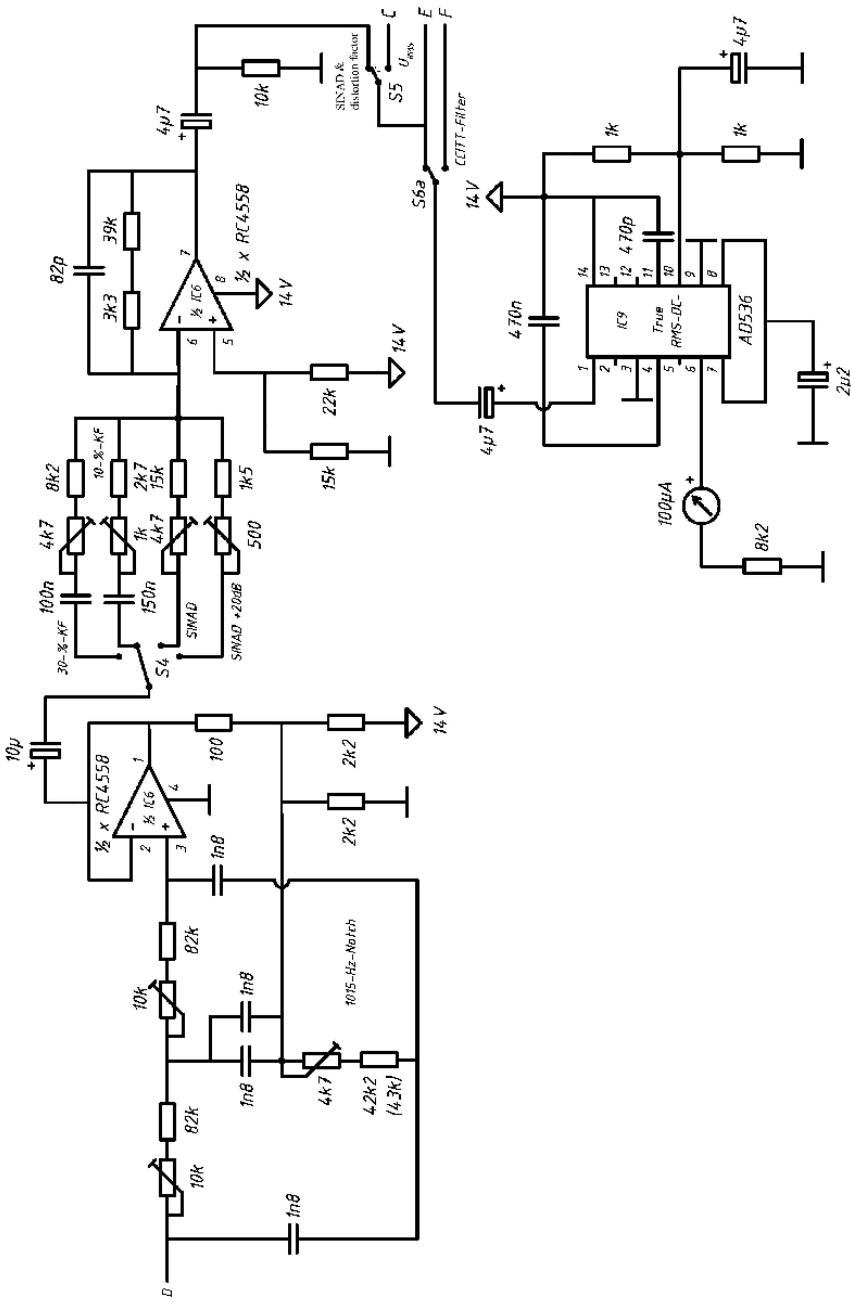 10µ
+
½ x RC4558
½ IC6
-
+
1
2
3
4
100
2k2
2k2
14V
1n8
82k
10k
1n8
1n8
1015-Hz-Notch
4k7
42k2
(43k)
82k
10k
1n8
D
S4
30-%-KF
10-%-KF
SINAD
SINAD +20dB
100n
150n
4k7
1k
4k7
500
8k2
2k7
15k
1k5
82p
3k3
39k
½ IC6
-
+
6
5
7
8
½ x RC4558
14V
22k
14V
15k
4µ7
+
10k
SINAD &
distortion factor
S5
C
E
F
S6a
CCITT-Filter
4µ7
+
14V
470n
470p
1k
1k
4µ7
+
IC9
True
RMS-DC-
AD536
1
2
3
4
5
6
7
14
13
12
11
10
9
8
2µ2
+
100µA
+
8k2